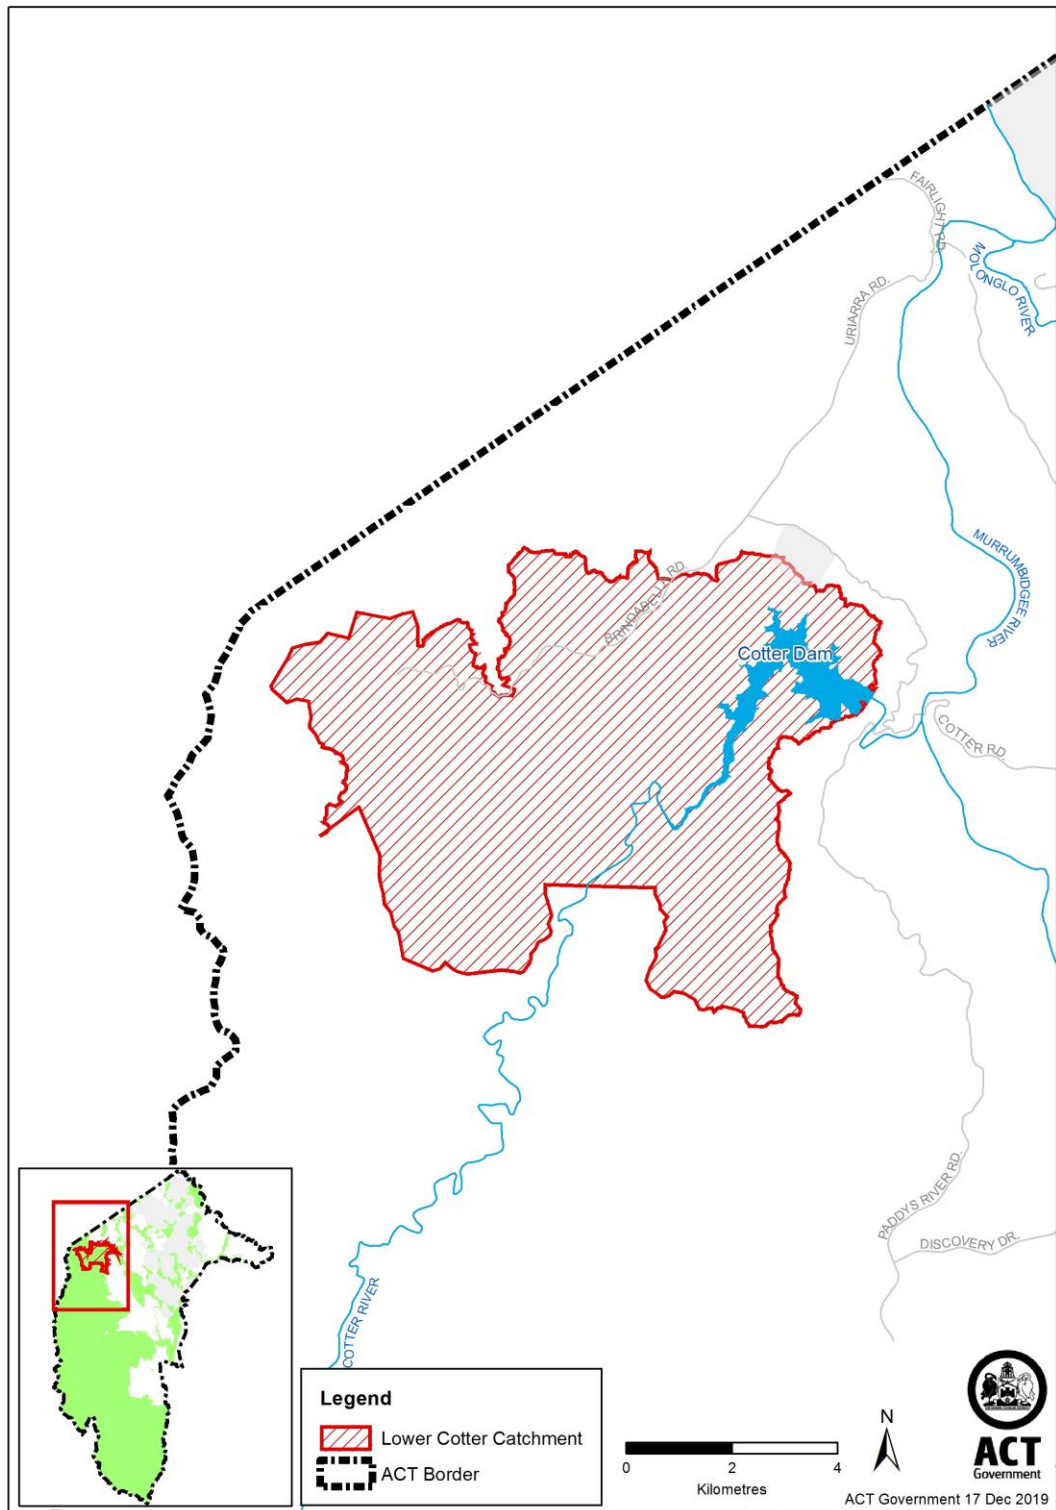 FAIRLIGHT RD.
MOLONGLO RIVER
URIARRA RD.
MURRUMBIDGEE RIVER
BRINDABELLA RD.
Cotter Dam
COTTER RD.
PADDYS RIVER RD.
DISCOVERY DR.
COTTER RIVER
Legend
Lower Cotter Catchment
ACT Border
0 2 4
Kilometres
N
ACT
Government
ACT Government 17 Dec 2019